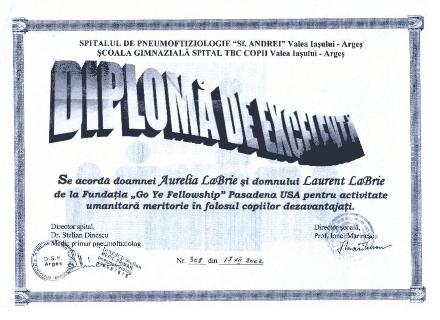 SPITALUL DE PNEUMOFTIZIOLOGIE "Sf. ANDREI" Valea Iaşului - Argeş
ŞCOALA GIMNAZIALĂ SPITAL TBC COPII Valea Iaşului - Argeş
DIPLOMĂ DE EXCELENŢĂ
Se acordă doamnei Aurelia LaBrie şi domnului Laurent LaBrie
de la Fundaţia „Go Ye Fellowship" Pasadena USA pentru activitate
umanitară meritorie în folosul copiilor dezavantajaţi.
Director spital,
Dr. Stelian Dinescu
Medic primar pneumoftiziolog
Director şcoală,
Prof. Ionel Marinescu
D.S.P.
Argeş
Nr. 308 din 17 XII 2002